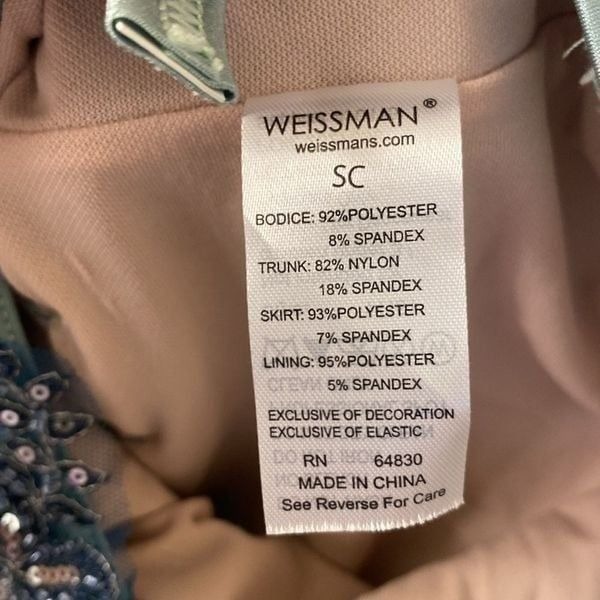 WEISSMAN®
weissmans.com
SC
BODICE: 92%POLYESTER
8% SPANDEX
TRUNK: 82% NYLON
18% SPANDEX
SKIRT: 93%POLYESTER
7% SPANDEX
LINING: 95%POLYESTER
5% SPANDEX
EXCLUSIVE OF DECORATION
EXCLUSIVE OF ELASTIC
RN 64830
MADE IN CHINA
See Reverse For Care